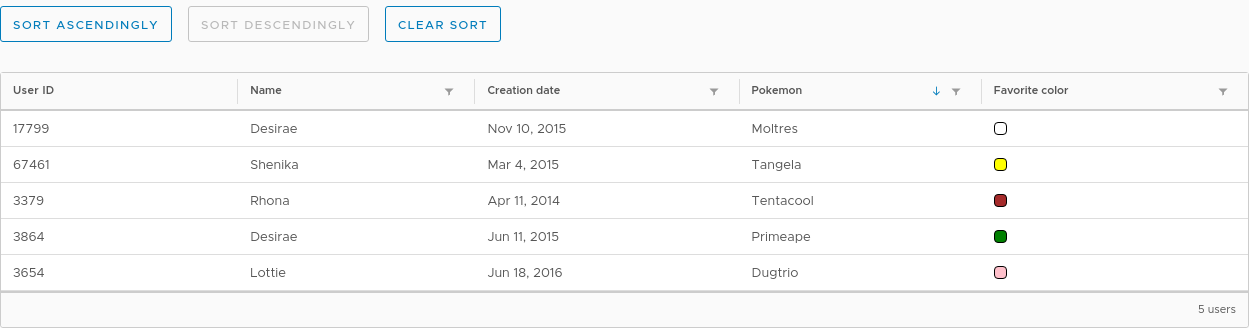 SORT ASCENDINGLY SORT DESCENDINGLY CLEAR SORT
User ID Name Creation date Pokemon Favorite color
17799 Desirae Nov 10, 2015 Moltres
67461 Shenika Mar 4, 2015 Tangela
3379 Rhona Apr 11, 2014 Tentacool
3864 Desirae Jun 11, 2015 Primeape
3654 Lottie Jun 18, 2016 Dugtrio
5 users